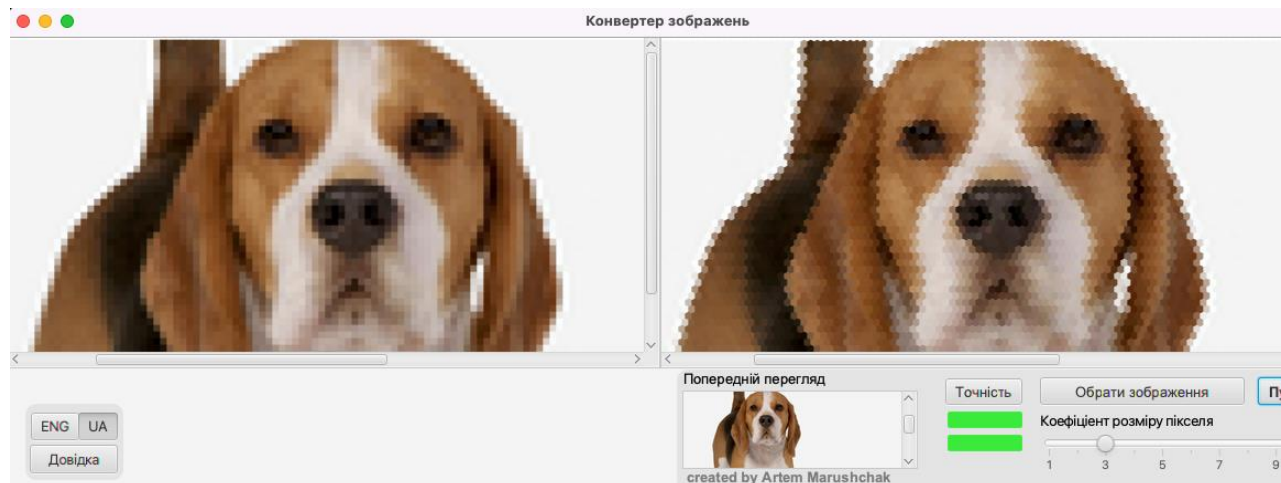 Конвертер зображень
Попередній перегляд
Точність
Обрати зображення
Коефіцієнт розміру пікселя
1 3 5 7 9
ENG UA
Довідка
created by Artem Marushchak